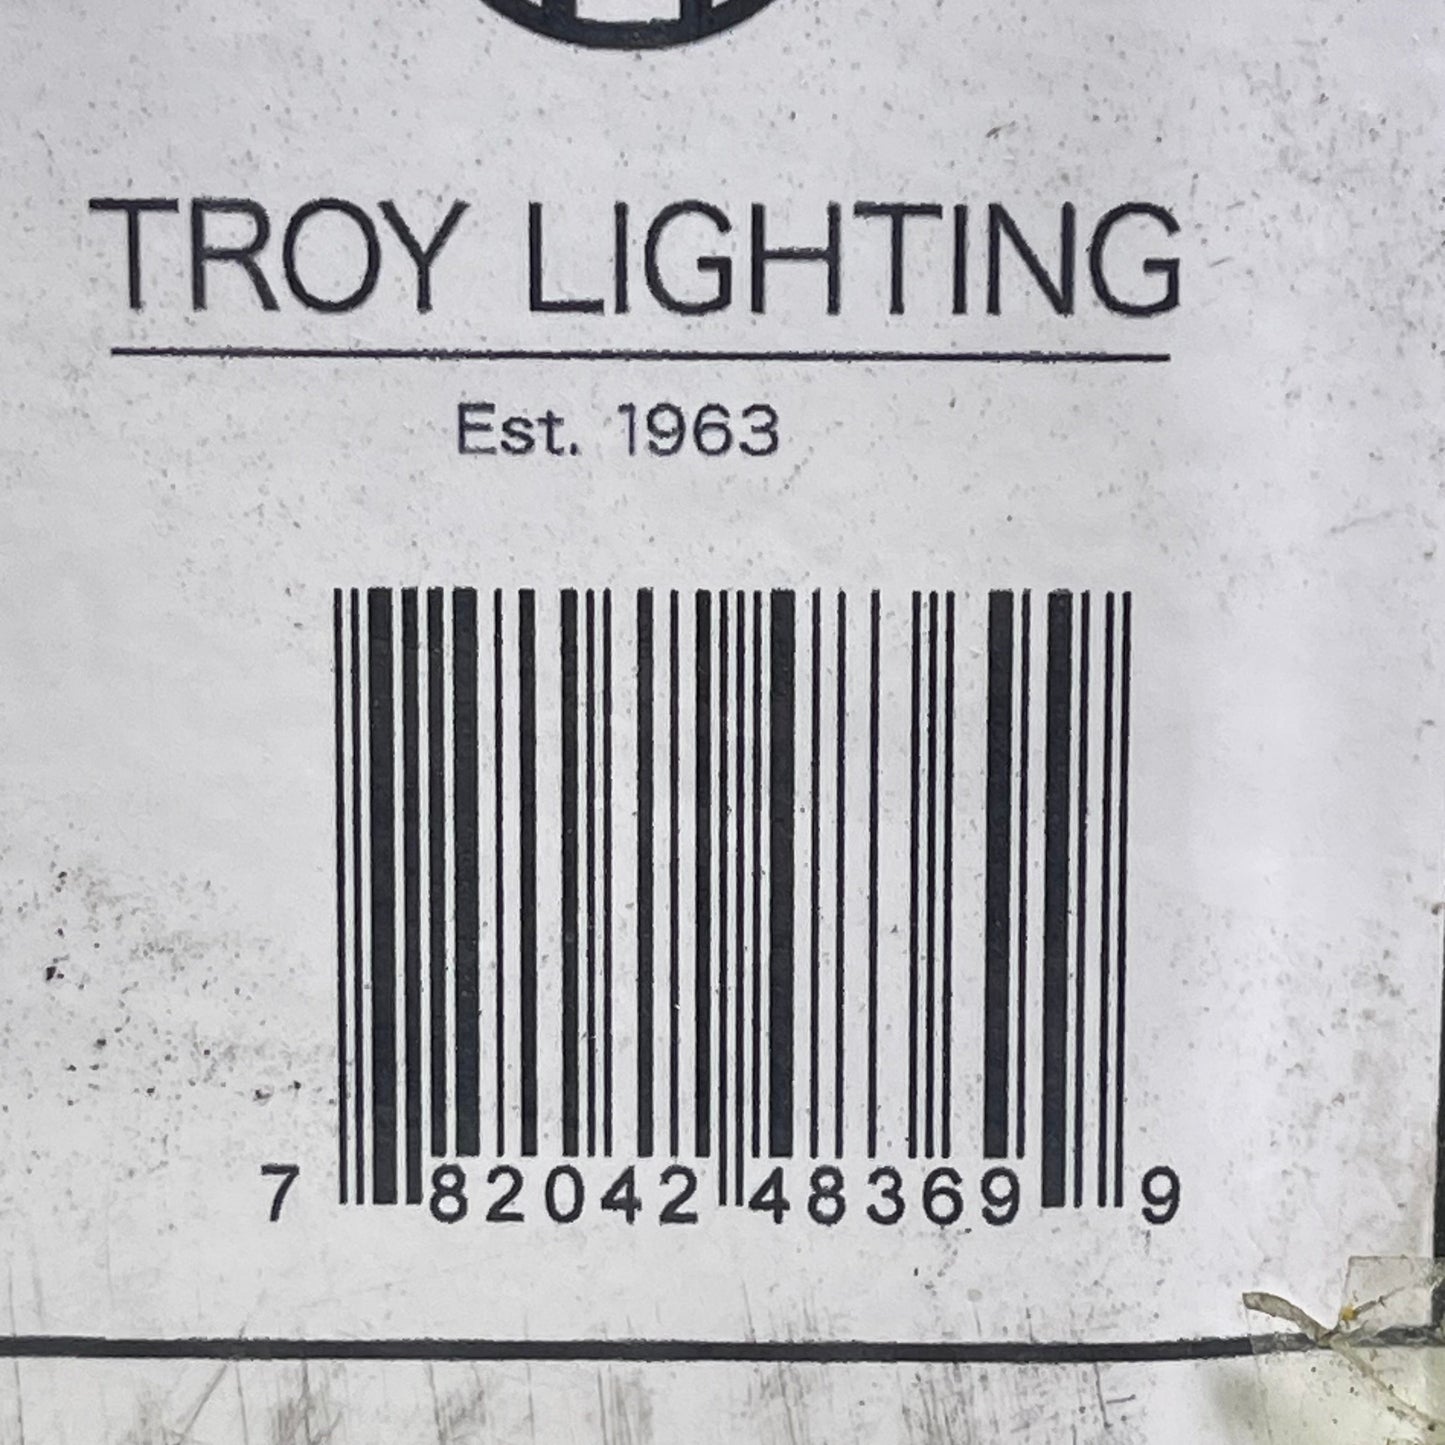 TROY LIGHTING
Est. 1963
7 82042 48369 9